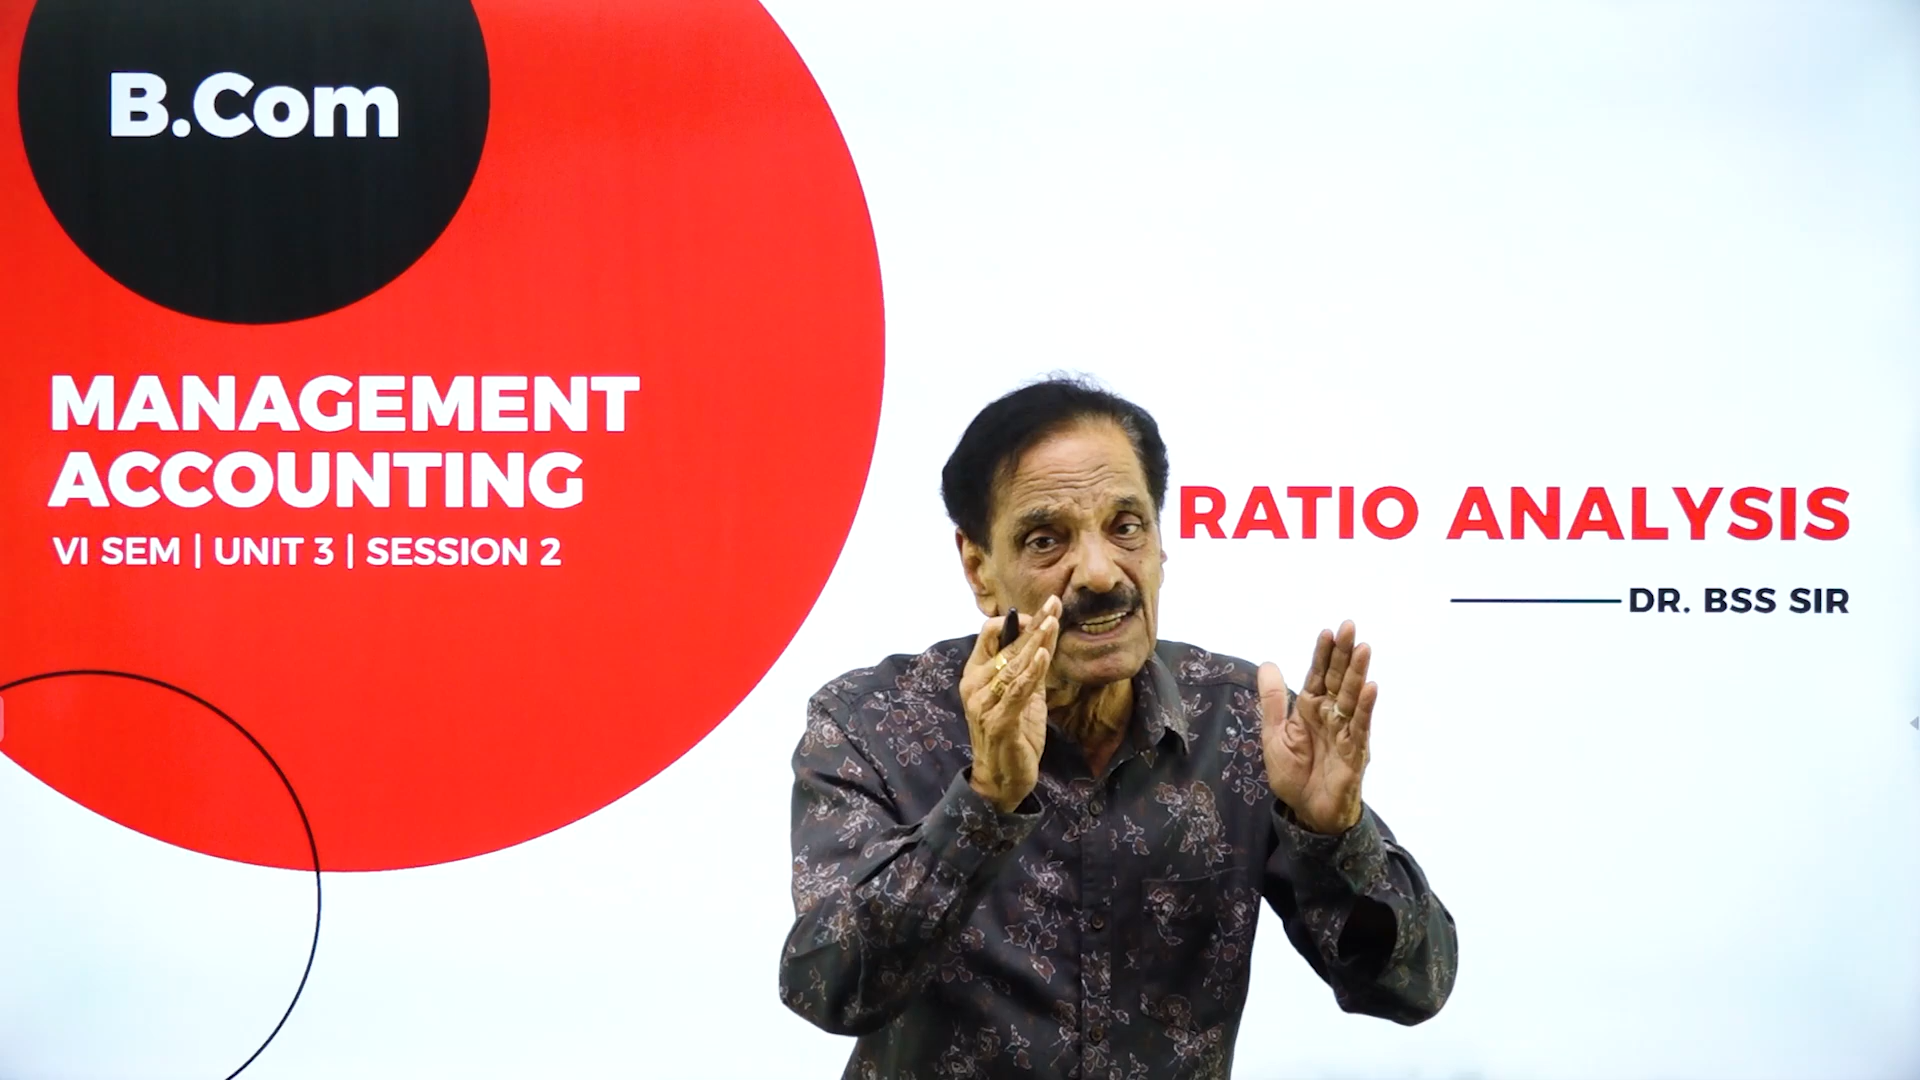 B.Com
MANAGEMENT
ACCOUNTING
VI SEM | UNIT 3 | SESSION 2
RATIO ANALYSIS
DR. BSS SIR